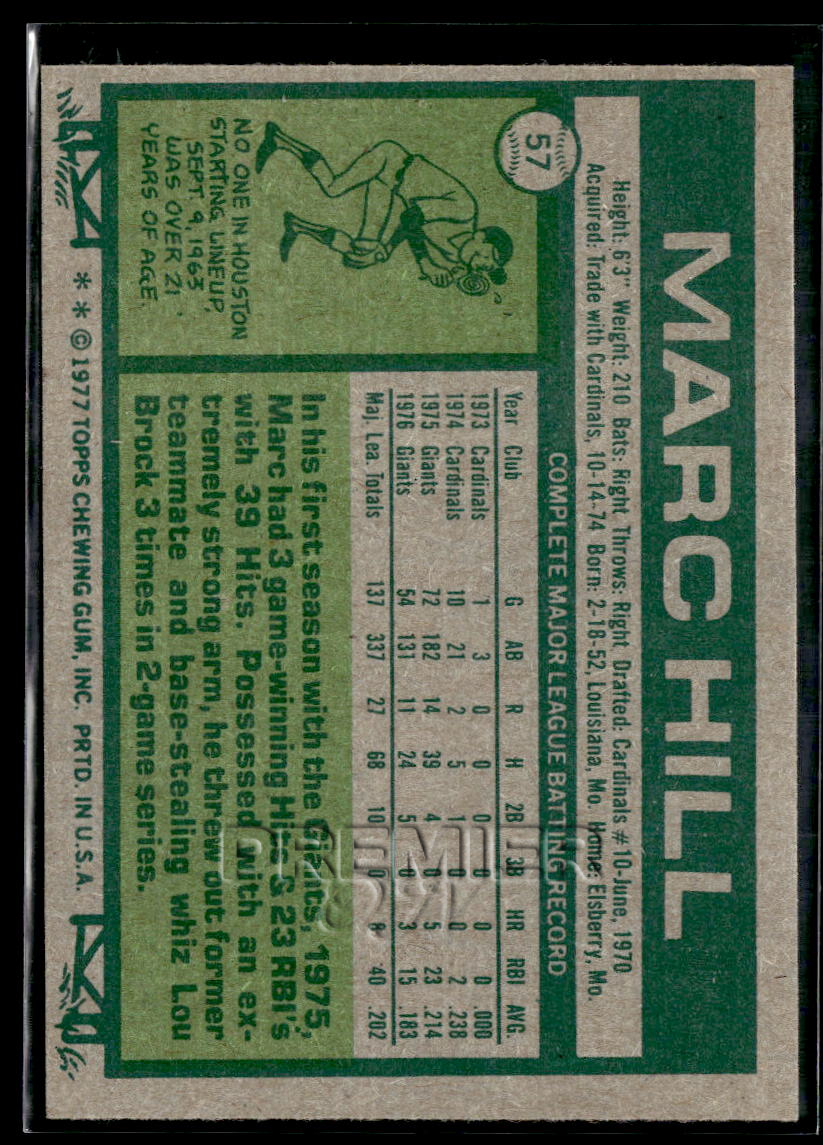 MARC HILL
57
Height: 6'3" Weight: 210 Bats: Right Throws: Right Drafted: Cardinals #10-June, 1970
Acquired: Trade with Cardinals, 10-14-74 Born: 2-18-52, Louisiana, Mo. Home: Elsberry, Mo.
COMPLETE MAJOR LEAGUE BATTING RECORD
Year Club G AB R H 2B 3B HR RBI AVG.
1973 Cardinals 1 3 0 0 0 0 0 0 .000
1974 Cardinals 10 21 2 5 1 0 0 2 .238
1975 Giants 72 182 14 39 4 0 5 23 .214
1976 Giants 54 131 11 24 5 0 3 15 .183
Maj. Lea. Totals 137 337 27 68 10 0 8 40 .202
NO ONE IN HOUSTON
STARTING LINEUP,
SEPT. 9, 1963
WAS OVER 21
YEARS OF AGE.
In his first season with the Giants, 1975,
Marc had 3 game-winning Hits & 23 RBI's
with 39 Hits. Possessed with an ex-
tremely strong arm, he threw out former
teammate and base-stealing whiz Lou
Brock 3 times in 2-game series.
* * © 1977 TOPPS CHEWING GUM, INC. PRTD. IN U.S.A.
PREMIER